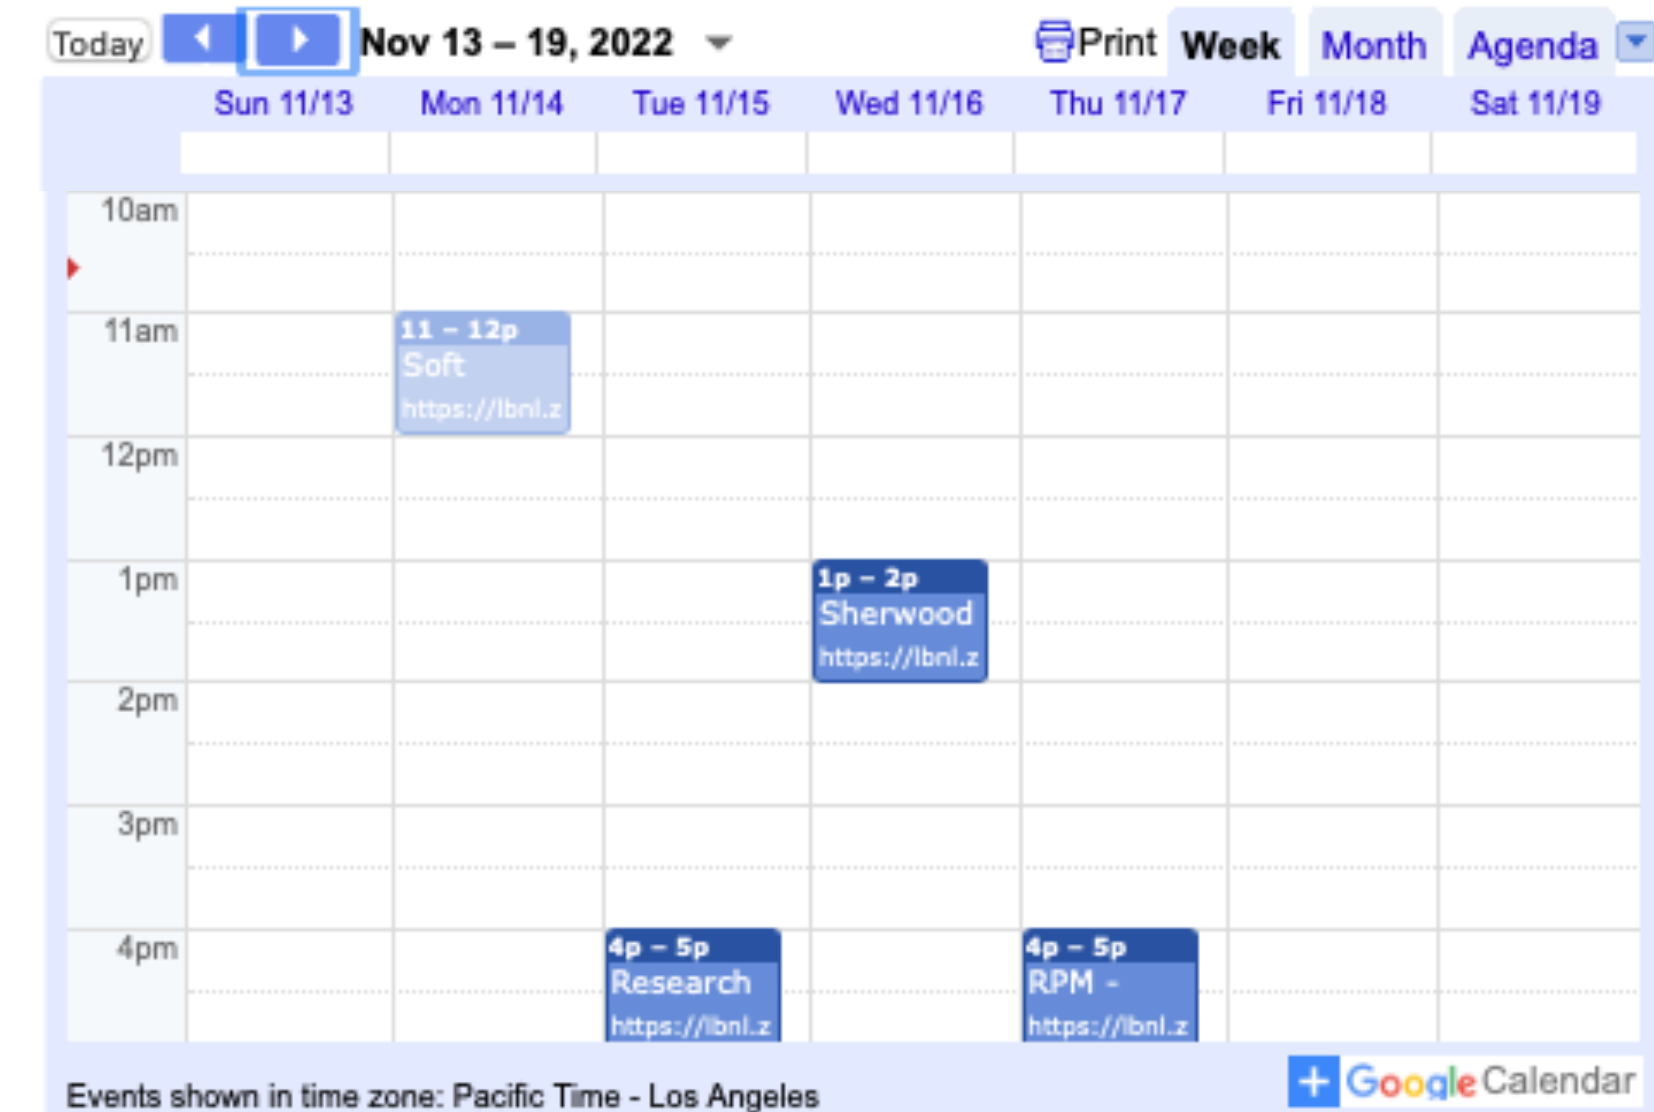 Today Nov 13 – 19, 2022 Print Week Month Agenda
Sun 11/13 Mon 11/14 Tue 11/15 Wed 11/16 Thu 11/17 Fri 11/18 Sat 11/19
10am
11am
11 – 12p
Soft
https://lbnl.z
12pm
1pm
1p – 2p
Sherwood
https://lbnl.z
2pm
3pm
4pm
4p – 5p
Research
https://lbnl.z
4p – 5p
RPM -
https://lbnl.z
Events shown in time zone: Pacific Time - Los Angeles
+ Google Calendar